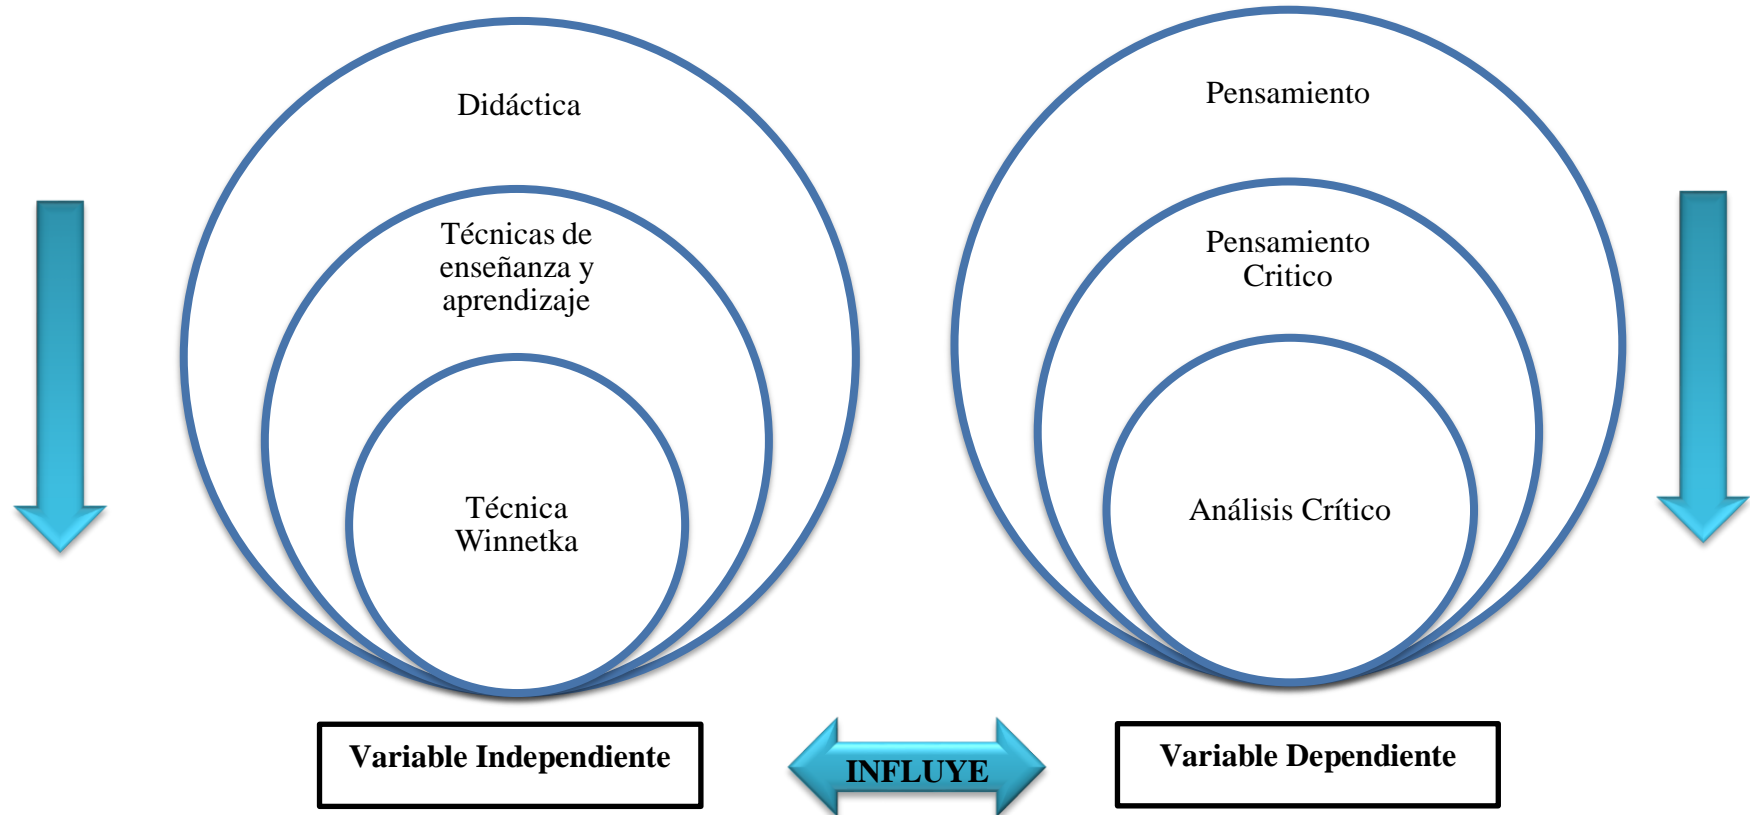 Didáctica
Técnicas de
enseñanza y
aprendizaje
Técnica
Winnetka
Variable Independiente
INFLUYE
Pensamiento
Pensamiento
Critico
Análisis Crítico
Variable Dependiente